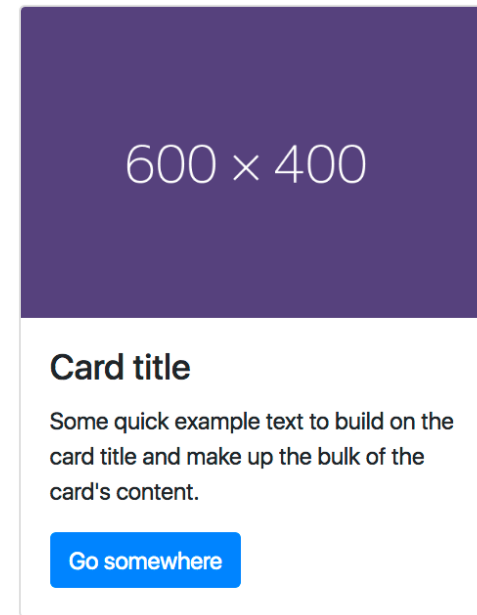 600 × 400
Card title
Some quick example text to build on the
card title and make up the bulk of the
card's content.
Go somewhere